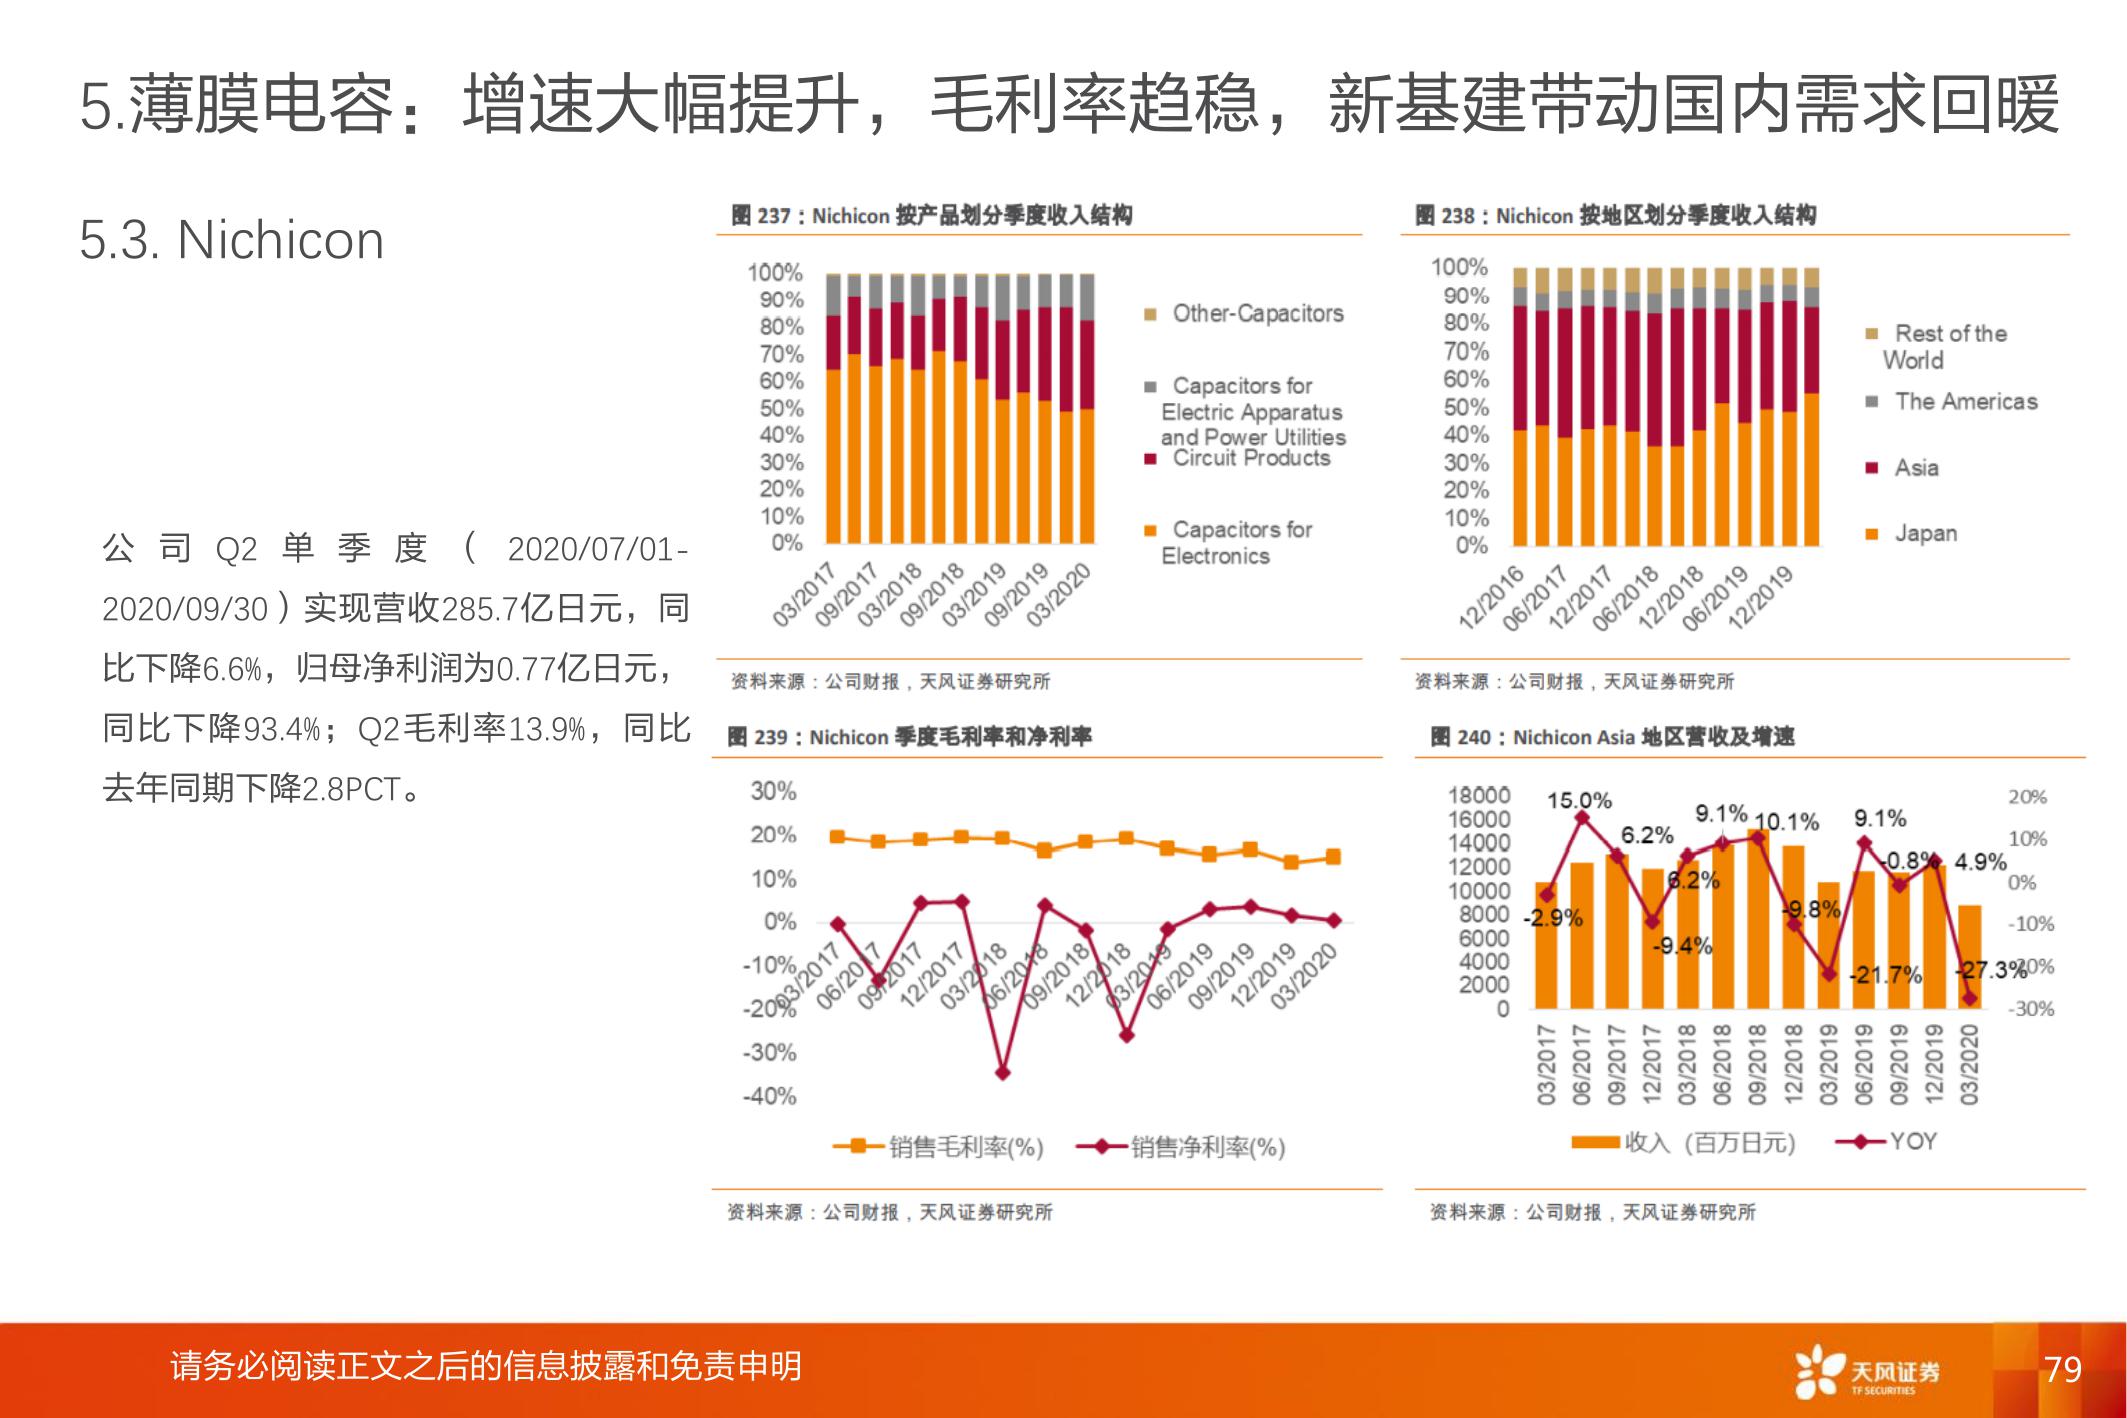 5.薄膜电容：增速大幅提升，毛利率趋稳，新基建带动国内需求回暖
5.3. Nichicon
公司Q2单季度（2020/07/01-
2020/09/30）实现营收285.7亿日元，同
比下降6.6%，归母净利润为0.77亿日元，
同比下降93.4%；Q2毛利率13.9%，同比
去年同期下降2.8PCT。
图 237：Nichicon 按产品划分季度收入结构
100%
90%
80%
70%
60%
50%
40%
30%
20%
10%
0%
03/2017
09/2017
03/2018
09/2018
03/2019
09/2019
03/2020
Other-Capacitors
Capacitors for
Electric Apparatus
and Power Utilities
Circuit Products
Capacitors for
Electronics
资料来源：公司财报，天风证券研究所
图 238：Nichicon 按地区划分季度收入结构
100%
90%
80%
70%
60%
50%
40%
30%
20%
10%
0%
12/2016
06/2017
12/2017
06/2018
12/2018
06/2019
12/2019
Rest of the
World
The Americas
Asia
Japan
资料来源：公司财报，天风证券研究所
图 239：Nichicon 季度毛利率和净利率
30%
20%
10%
0%
-10%
-20%
-30%
-40%
03/2017
06/2017
09/2017
12/2017
03/2018
06/2018
09/2018
12/2018
03/2019
06/2019
09/2019
12/2019
03/2020
销售毛利率(%)
销售净利率(%)
资料来源：公司财报，天风证券研究所
图 240：Nichicon Asia 地区营收及增速
18000
16000
14000
12000
10000
8000
6000
4000
2000
0
-2.9%
15.0%
6.2%
-9.4%
6.2%
9.1%
10.1%
-9.8%
-21.7%
9.1%
-0.8%
4.9%
-27.3%
20%
10%
0%
-10%
-20%
-30%
03/2017
06/2017
09/2017
12/2017
03/2018
06/2018
09/2018
12/2018
03/2019
06/2019
09/2019
12/2019
03/2020
收入（百万日元）
YOY
资料来源：公司财报，天风证券研究所
请务必阅读正文之后的信息披露和免责申明
天风证券
TF SECURITIES
79